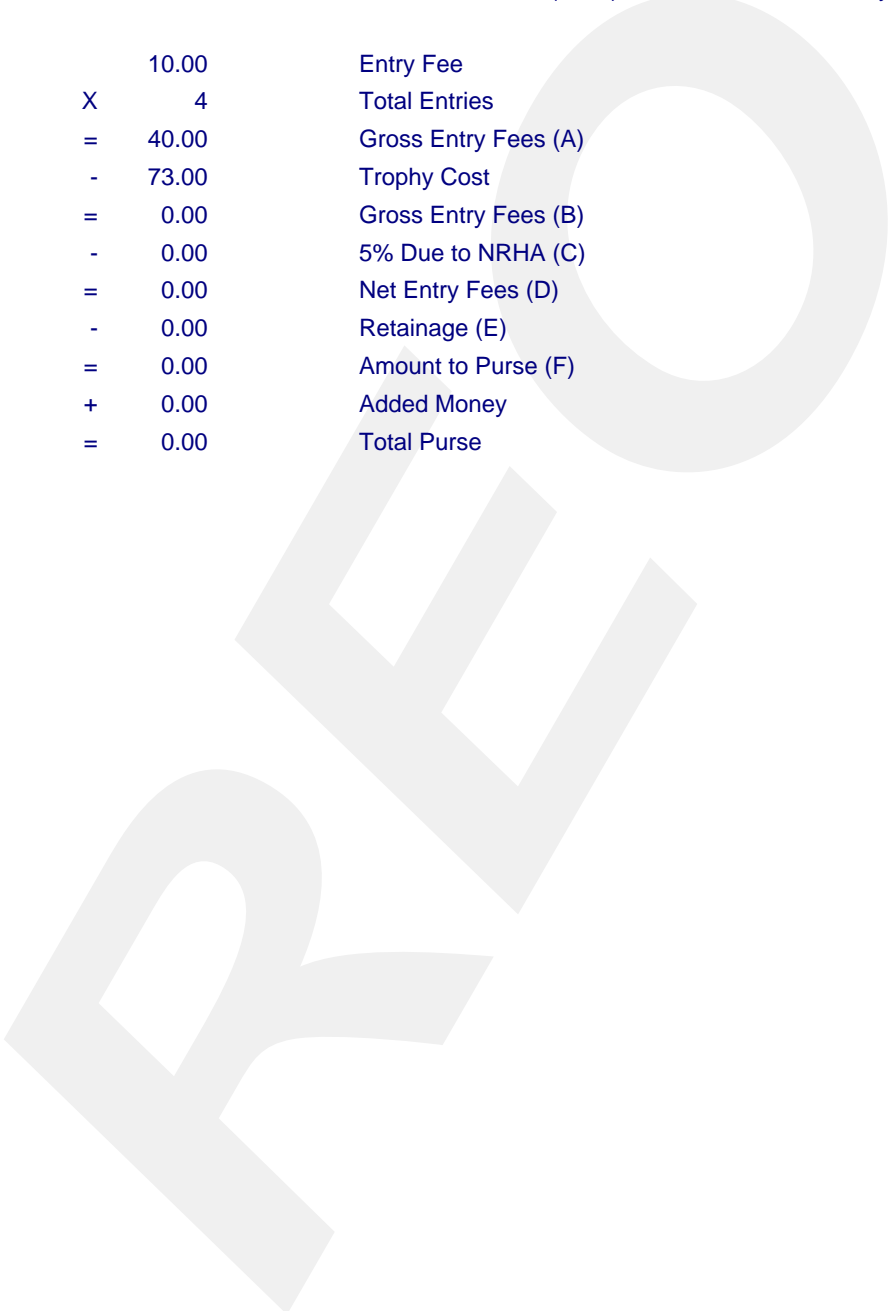 10.00 Entry Fee
X 4 Total Entries
= 40.00 Gross Entry Fees (A)
- 73.00 Trophy Cost
= 0.00 Gross Entry Fees (B)
- 0.00 5% Due to NRHA (C)
= 0.00 Net Entry Fees (D)
- 0.00 Retainage (E)
= 0.00 Amount to Purse (F)
+ 0.00 Added Money
= 0.00 Total Purse
REO